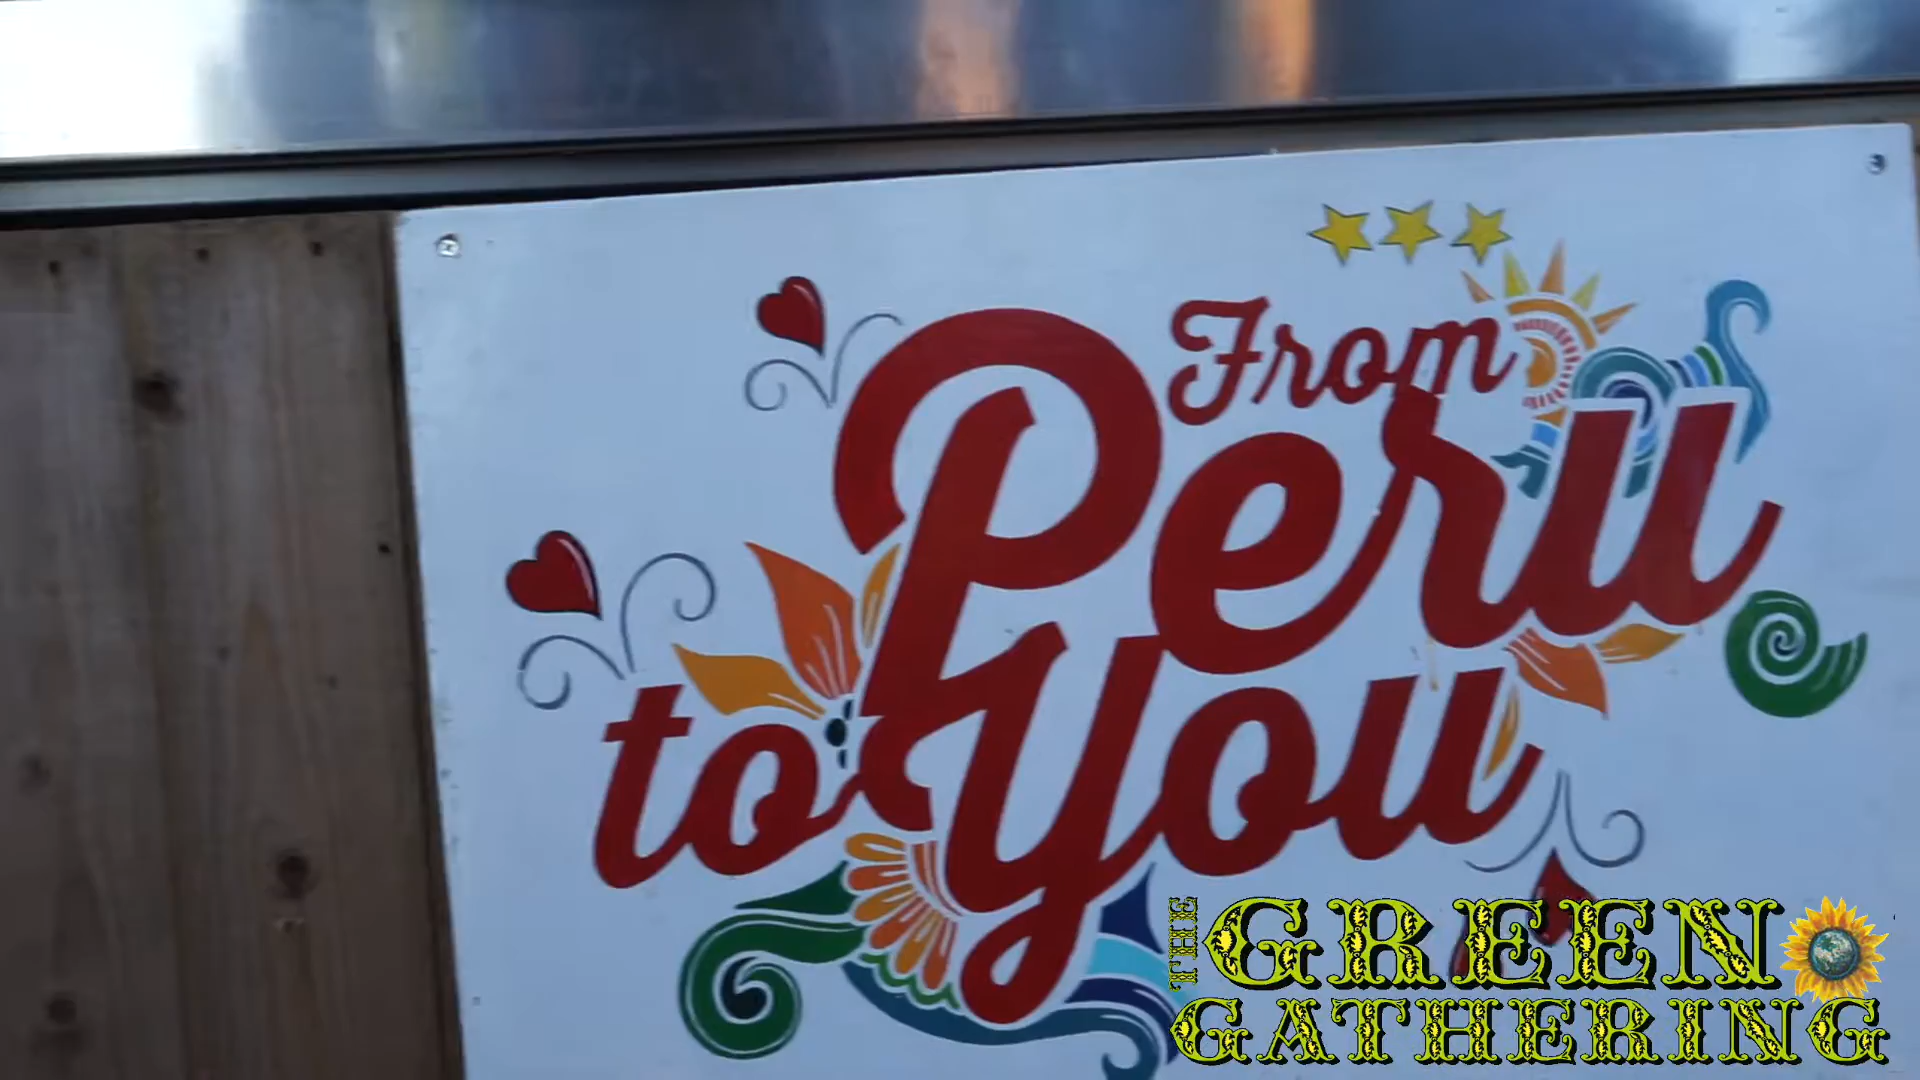 From
Peru
to You
THE
GREEN
GATHERING